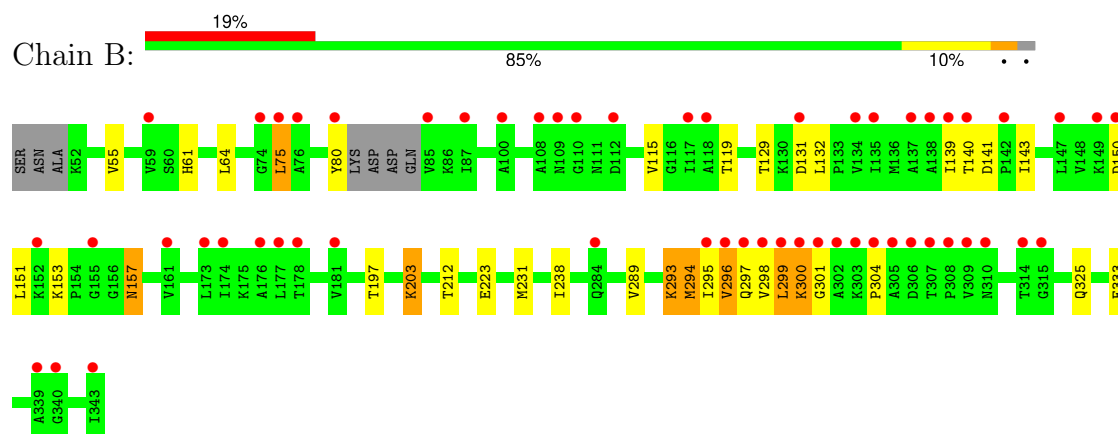 19%
Chain B:
85% 10% • •
SER ASN ALA K52 V55 V59 S60 H61 L64 G74 L75 A76 Y80 LYS ASP ASP GLN V85 K86 I87 A100 A108 N109 G110 N111 D112 V115 G116 I117 A118 T119 T129 K130 D131 L132 P133 V134 I135 M136 A137 A138 I139 T140 D141 P142 I143 L147 V148 K149 D150
L151 K152 K153 P154 G155 G156 N157 V161 L173 I174 K175 A176 L177 T178 V181 T197 K203 T212 E223 M231 I238 Q284 V289 K293 M294 I295 V296 Q297 V298 L299 K300 G301 A302 K303 P304 A305 D306 T307 P308 V309 N310 T314 G315 Q325
A339 G340 I343